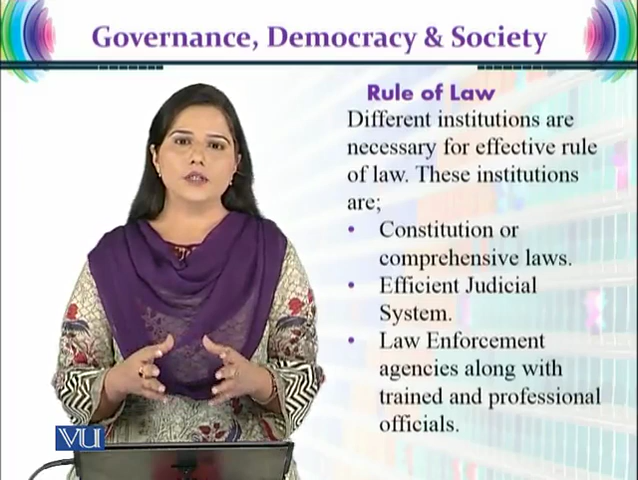 Governance, Democracy & Society
Rule of Law
Different institutions are
necessary for effective rule
of law. These institutions
are;
• Constitution or
comprehensive laws.
• Efficient Judicial
System.
• Law Enforcement
agencies along with
trained and professional
officials.
VU